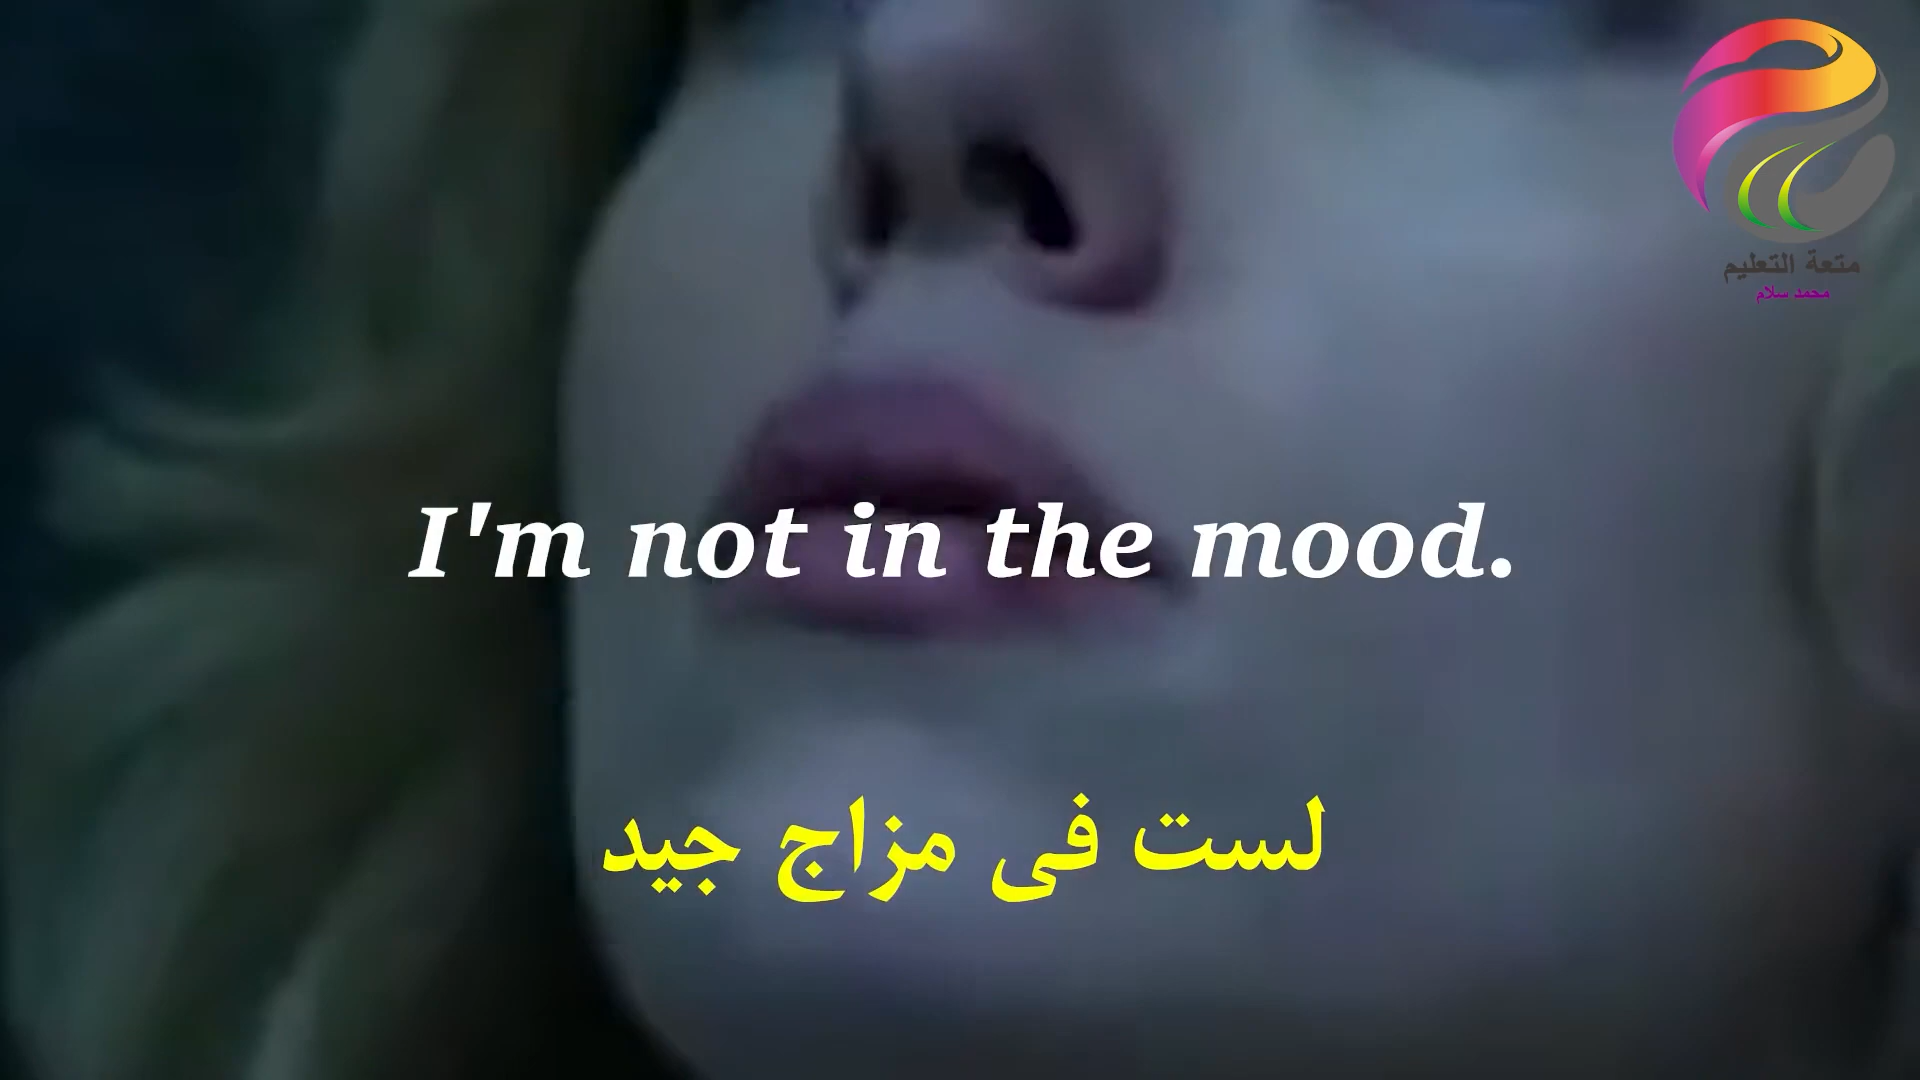 متعة التعليم
محمد سلام
I'm not in the mood.
لست فى مزاج جيد